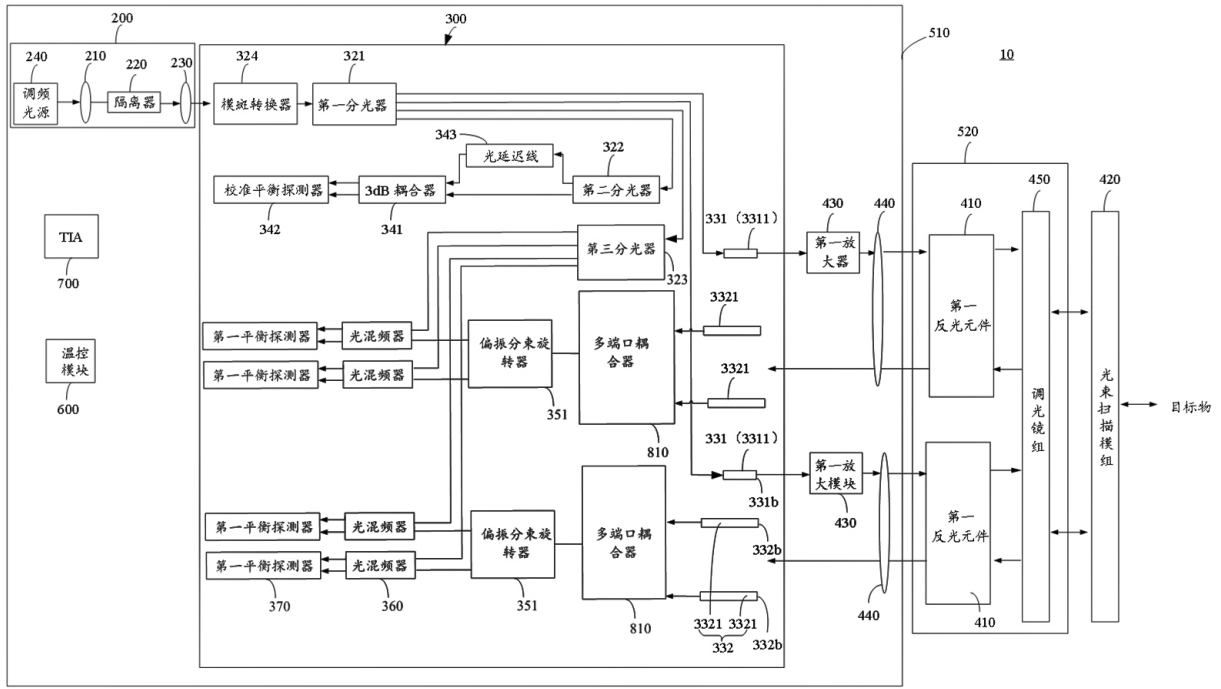 200
300
510
10
240
210
220
230
324
321
调频
光源
隔离器
模斑转换器
第一分光器
343
光延迟线
322
520
校准平衡探测器
3dB 耦合器
第二分光器
342
341
331（3311）
430
440
410
450
420
TIA
700
第三分光器
323
第一放
大器
3321
第一
反光元件
第一平衡探测器
光混频器
偏振分束旋
转器
多端口耦
合器
温控
模块
600
第一平衡探测器
光混频器
3321
351
810
调光镜组
光束扫描模组
目标物
331（3311）
第一放
大模块
331b
430
第一平衡探测器
光混频器
偏振分束旋
转器
多端口耦
合器
3321
332b
第一
反光元件
第一平衡探测器
光混频器
370
360
351
810
3321
3321
332
332b
440
410